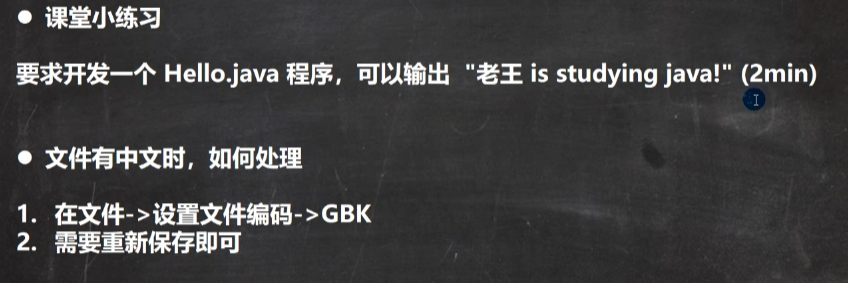 ● 课堂小练习
要求开发一个 Hello.java 程序，可以输出 "老王 is studying java!" (2min)
● 文件有中文时，如何处理
1. 在文件->设置文件编码->GBK
2. 需要重新保存即可